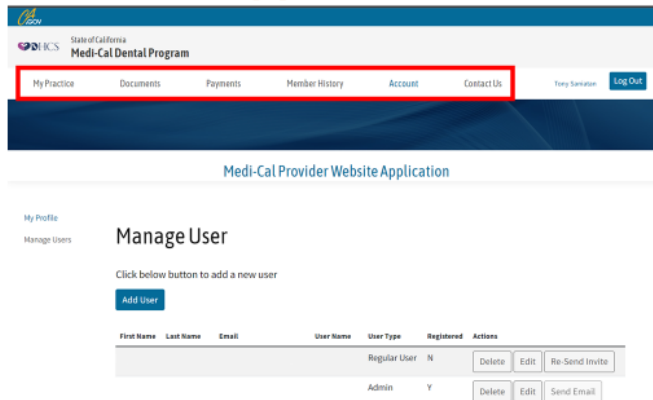 CA
.GOV
DHCS
State of California
Medi-Cal Dental Program
My Practice Documents Payments Member History Account Contact Us Tony Santatan Log Out
Medi-Cal Provider Website Application
My Profile
Manage Users
Manage User
Click below button to add a new user
Add User
First Name Last Name Email User Name User Type Registered Actions
Regular User N Delete Edit Re-Send Invite
Admin Y Delete Edit Send Email